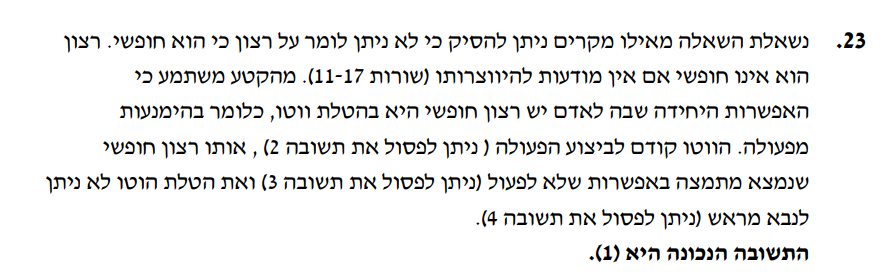 23. נשאלת השאלה מאילו מקרים ניתן להסיק כי לא ניתן לומר על רצון כי הוא חופשי. רצון
הוא אינו חופשי אם אין מודעות להיווצרותו (שורות 11-17). מהקטע משתמע כי
האפשרות היחידה שבה לאדם יש רצון חופשי היא בהטלת ווטו, כלומר בהימנעות
מפעולה. הווטו קודם לביצוע הפעולה ( ניתן לפסול את תשובה 2) , אותו רצון חופשי
שנמצא מתמצה באפשרות שלא לפעול (ניתן לפסול את תשובה 3) ואת הטלת הוטו לא ניתן
לנבא מראש (ניתן לפסול את תשובה 4).
התשובה הנכונה היא (1).